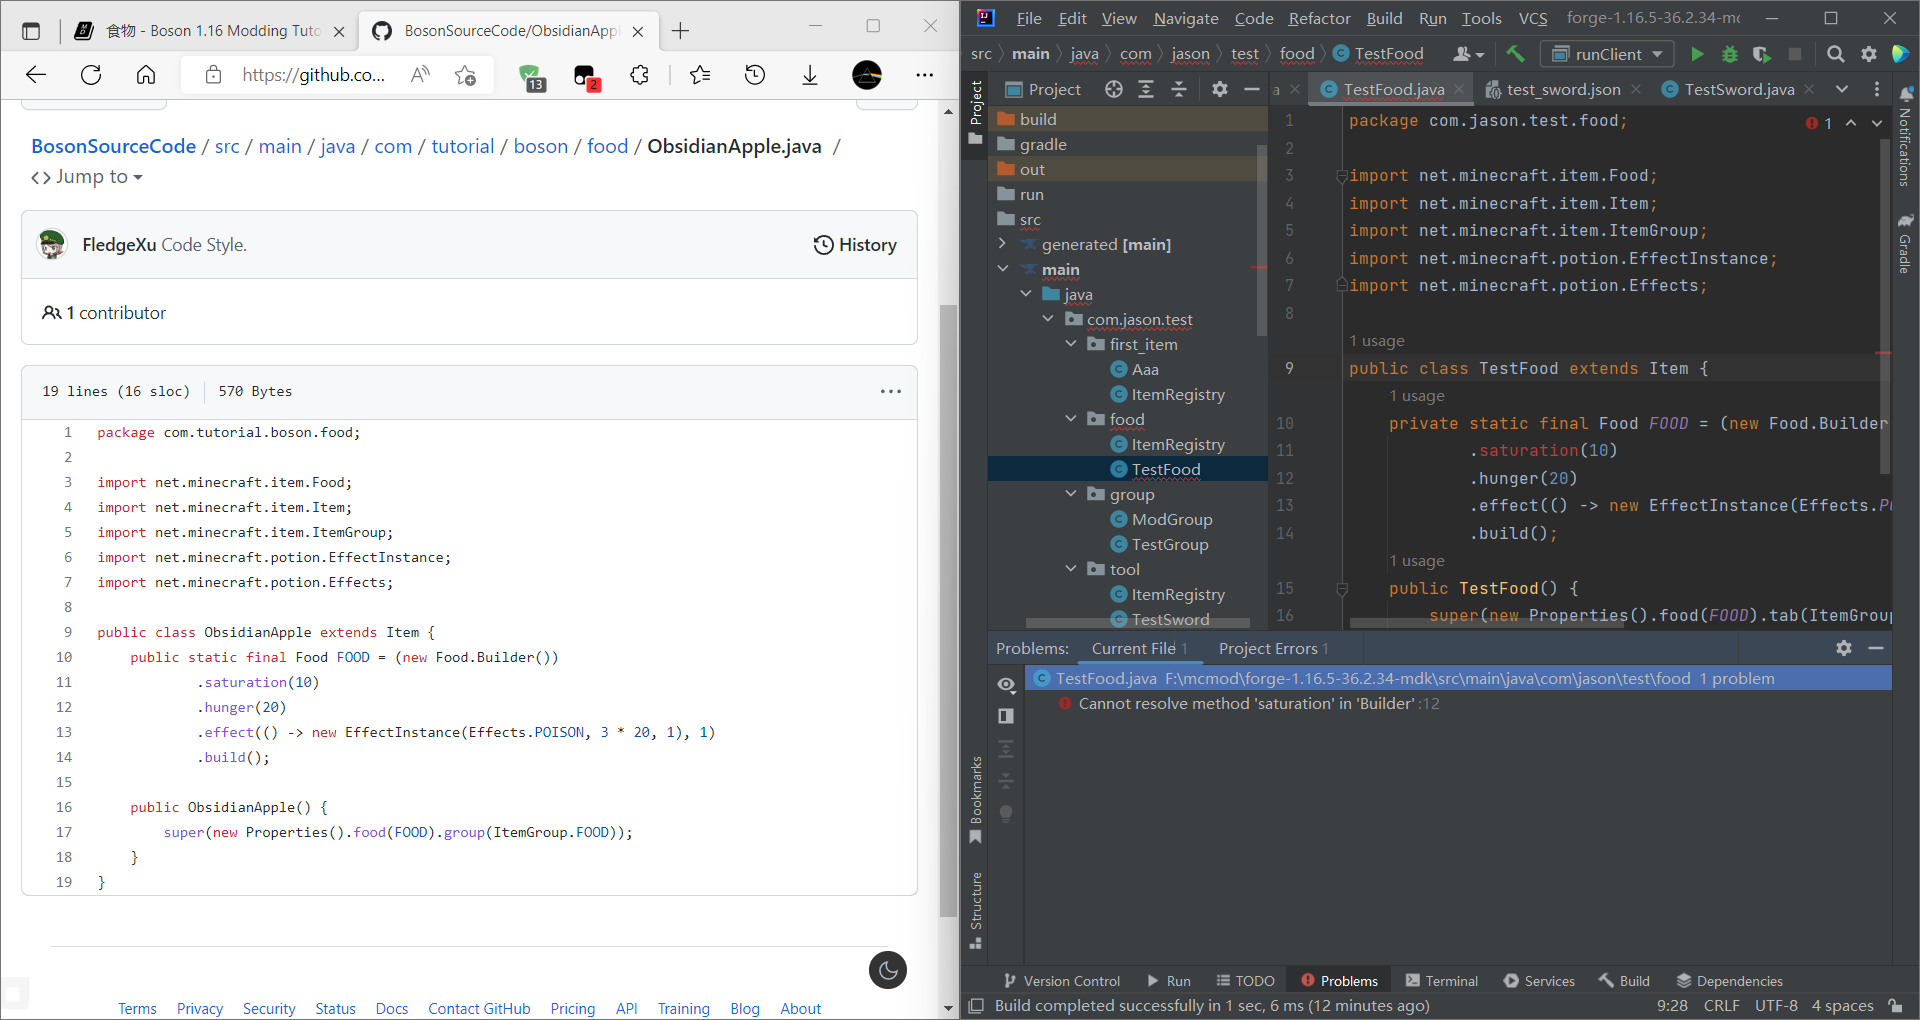 食物 - Boson 1.16 Modding Tuto
BosonSourceCode/ObsidianAppl
https://github.co...
13
2
BosonSourceCode / src / main / java / com / tutorial / boson / food / ObsidianApple.java /
<> Jump to
FledgeXu Code Style.
History
1 contributor
19 lines (16 sloc)
570 Bytes
1 package com.tutorial.boson.food;
2
3 import net.minecraft.item.Food;
4 import net.minecraft.item.Item;
5 import net.minecraft.item.ItemGroup;
6 import net.minecraft.potion.EffectInstance;
7 import net.minecraft.potion.Effects;
8
9 public class ObsidianApple extends Item {
10 public static final Food FOOD = (new Food.Builder())
11 .saturation(10)
12 .hunger(20)
13 .effect(() -> new EffectInstance(Effects.POISON, 3 * 20, 1), 1)
14 .build();
15
16 public ObsidianApple() {
17 super(new Properties().food(FOOD).group(ItemGroup.FOOD));
18 }
19 }
Terms Privacy Security Status Docs Contact GitHub Pricing API Training Blog About
File Edit View Navigate Code Refactor Build Run Tools VCS forge-1.16.5-36.2.34-mc
src main java com jason test food TestFood
runClient
Project
Project
build
gradle
out
run
src
generated [main]
main
java
com.jason.test
first_item
Aaa
ItemRegistry
food
ItemRegistry
TestFood
group
ModGroup
TestGroup
tool
ItemRegistry
TestSword
a
TestFood.java
test_sword.json
TestSword.java
1
1 package com.jason.test.food;
2
3 import net.minecraft.item.Food;
4 import net.minecraft.item.Item;
5 import net.minecraft.item.ItemGroup;
6 import net.minecraft.potion.EffectInstance;
7 import net.minecraft.potion.Effects;
8
1 usage
9 public class TestFood extends Item {
1 usage
10 private static final Food FOOD = (new Food.Builder
11 .saturation(10)
12 .hunger(20)
13 .effect(() -> new EffectInstance(Effects.PO
14 .build();
1 usage
15 public TestFood() {
16 super(new Properties().food(FOOD).tab(ItemGroup
Notifications
Gradle
Problems: Current File 1 Project Errors 1
TestFood.java F:\mcmod\forge-1.16.5-36.2.34-mdk\src\main\java\com\jason\test\food 1 problem
Cannot resolve method 'saturation' in 'Builder' :12
Bookmarks
Structure
Version Control Run TODO Problems Terminal Services Build Dependencies
Build completed successfully in 1 sec, 6 ms (12 minutes ago)
9:28 CRLF UTF-8 4 spaces